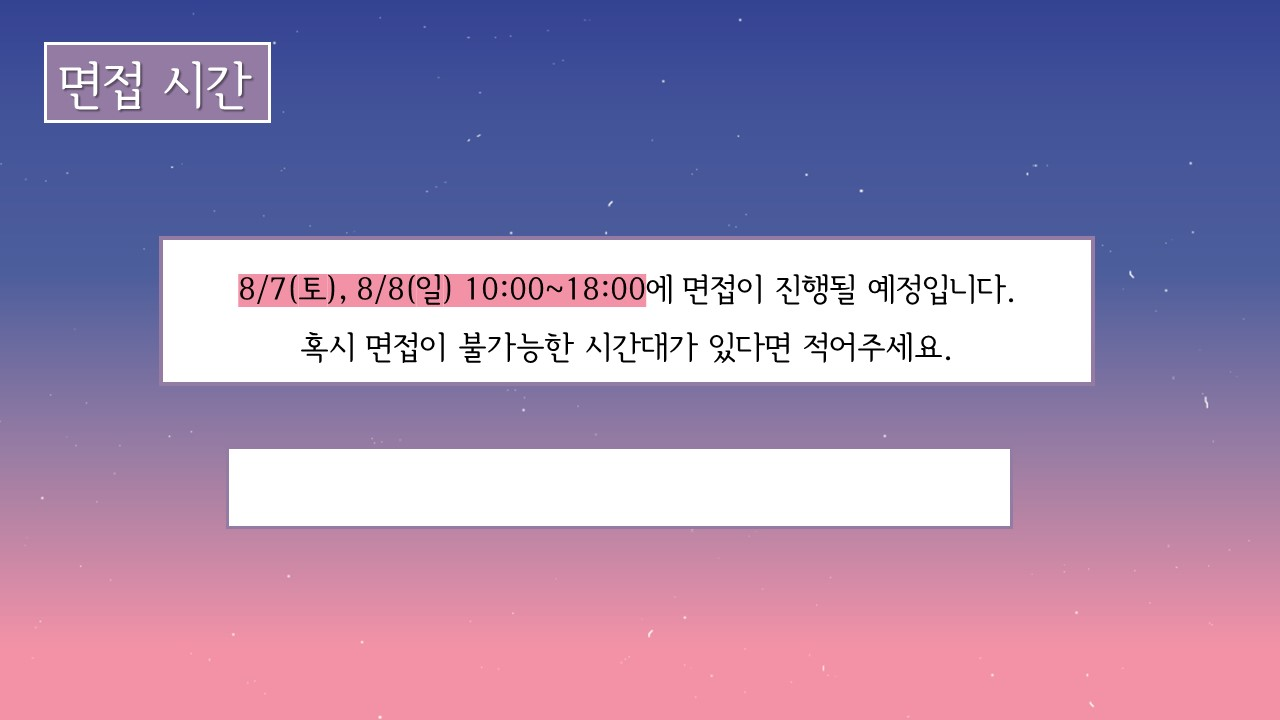 면접 시간
8/7(토), 8/8(일) 10:00~18:00에 면접이 진행될 예정입니다.
혹시 면접이 불가능한 시간대가 있다면 적어주세요.